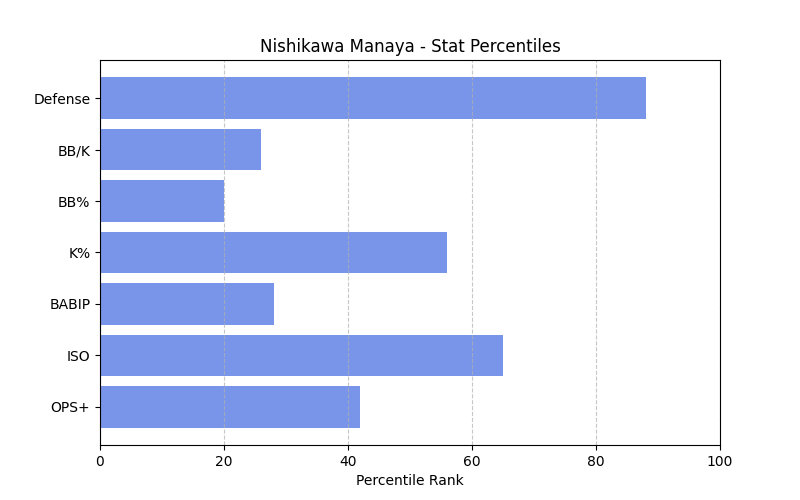 Nishikawa Manaya - Stat Percentiles
Defense
BB/K
BB%
K%
BABIP
ISO
OPS+
0 20 40 60 80 100
Percentile Rank